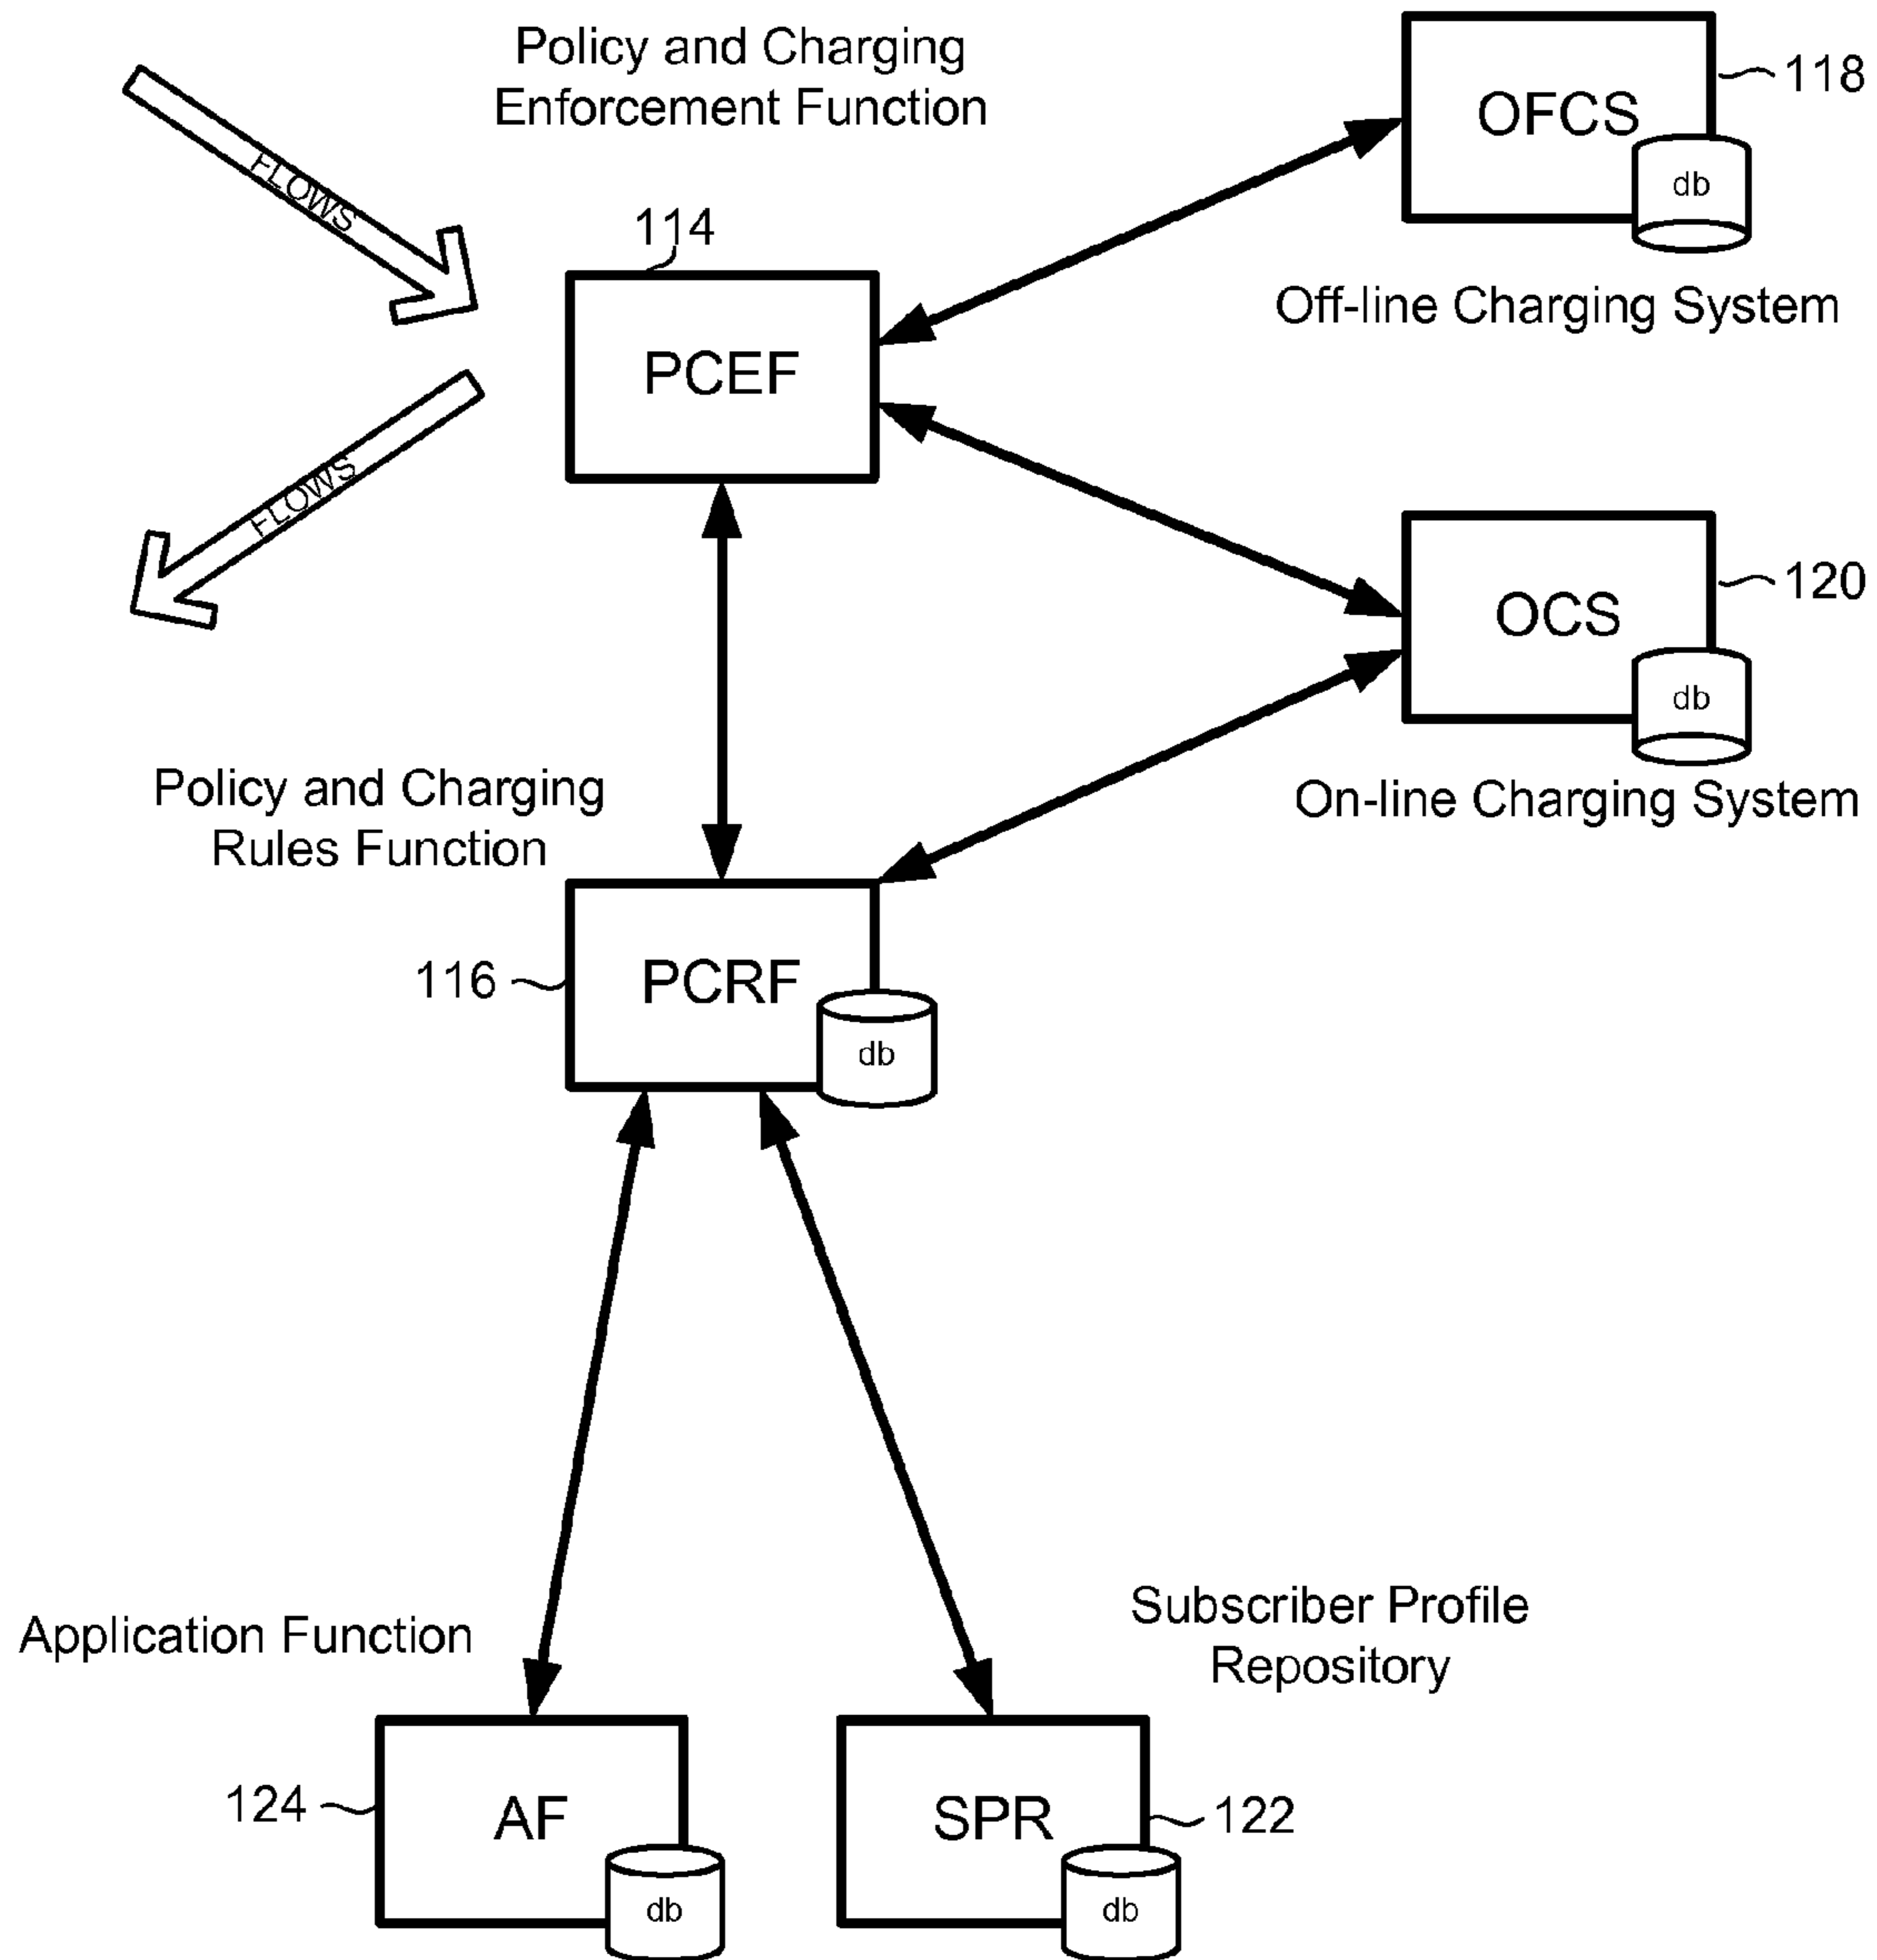 Policy and Charging
Enforcement Function
OFCS
118
db
Off-line Charging System
FLOWS
114
PCEF
FLOWS
OCS
120
db
On-line Charging System
Policy and Charging
Rules Function
116
PCRF
db
Application Function
Subscriber Profile
Repository
124
AF
db
SPR
122
db